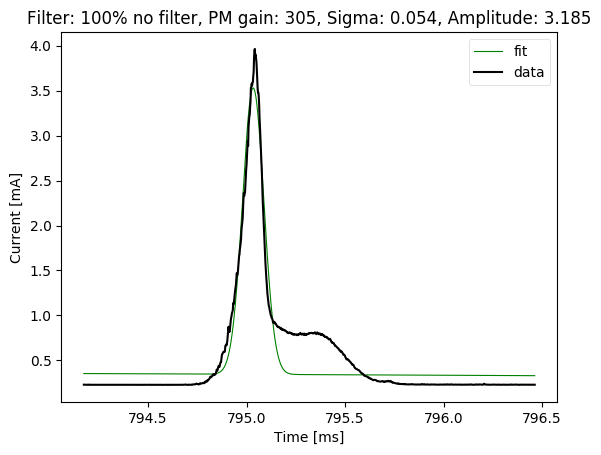 Filter: 100% no filter, PM gain: 305, Sigma: 0.054, Amplitude: 3.185
fit
data
4.0
3.5
3.0
2.5
2.0
1.5
1.0
0.5
Current [mA]
794.5
795.0
795.5
796.0
796.5
Time [ms]